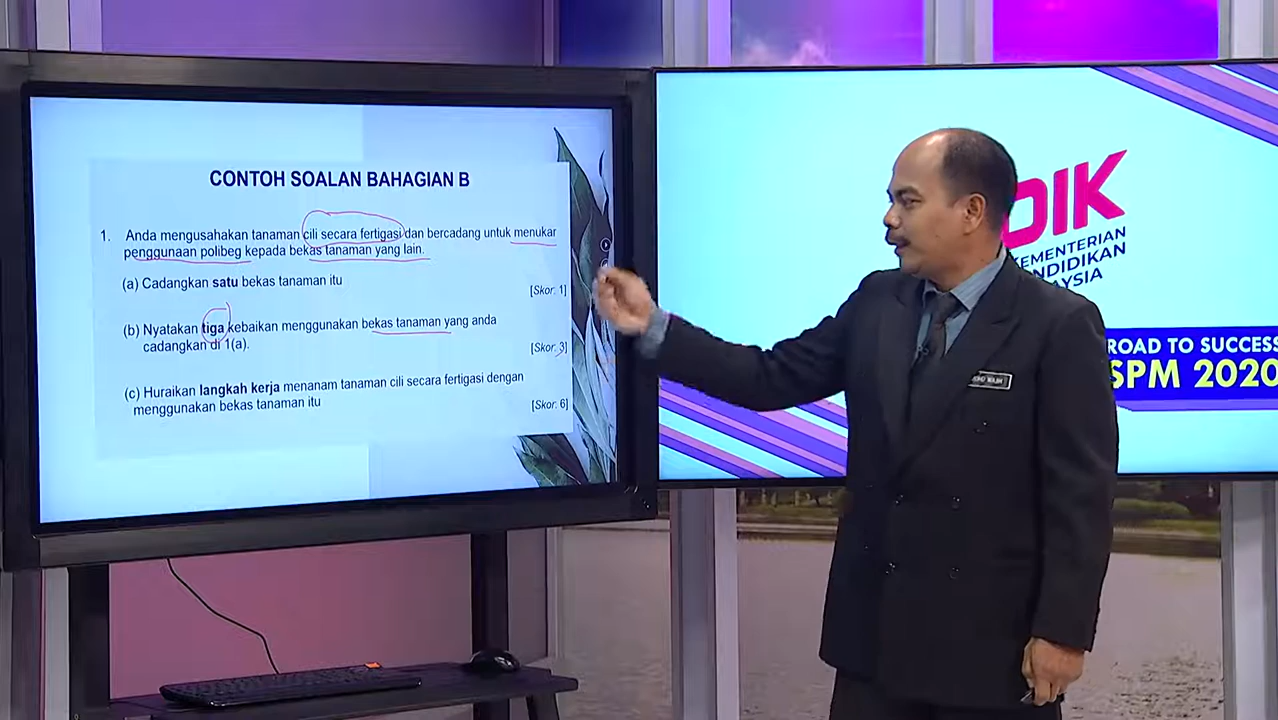 CONTOH SOALAN BAHAGIAN B
1. Anda mengusahakan tanaman cili secara fertigasi dan bercadang untuk menukar
penggunaan polibeg kepada bekas tanaman yang lain.
(a) Cadangkan satu bekas tanaman itu
[Skor: 1]
(b) Nyatakan tiga kebaikan menggunakan bekas tanaman yang anda
cadangkan di 1(a).
[Skor: 3]
(c) Huraikan langkah kerja menanam tanaman cili secara fertigasi dengan
menggunakan bekas tanaman itu
[Skor: 6]
DIK
KEMENTERIAN
NDIDIKAN
AYSIA
ROAD TO SUCCESS
SPM 2020